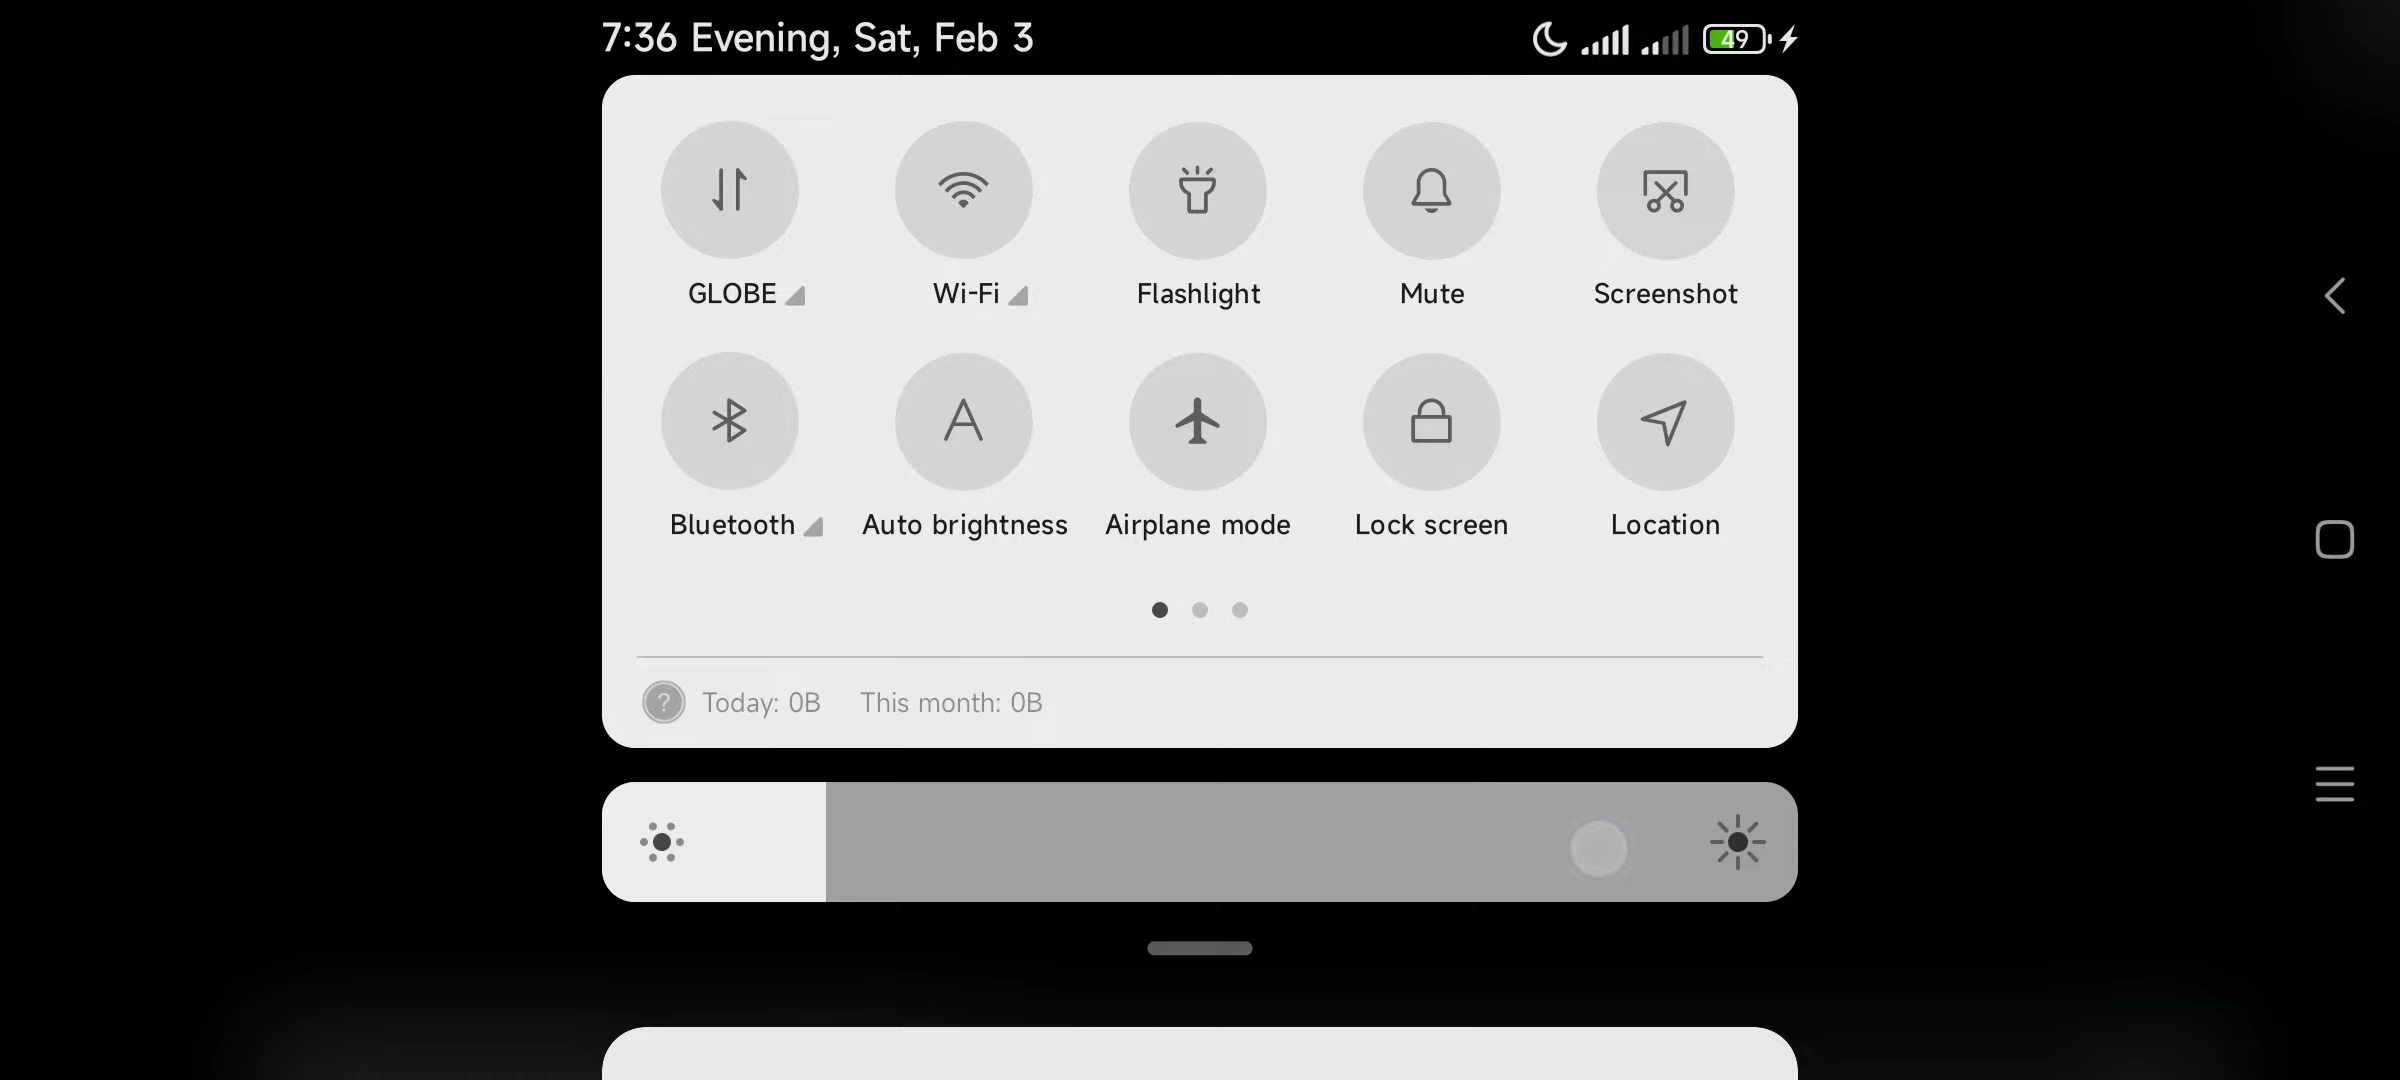 7:36 Evening, Sat, Feb 3
49
GLOBE
Wi-Fi
Flashlight
Mute
Screenshot
Bluetooth
A
Auto brightness
Airplane mode
Lock screen
Location
? Today: 0B This month: 0B